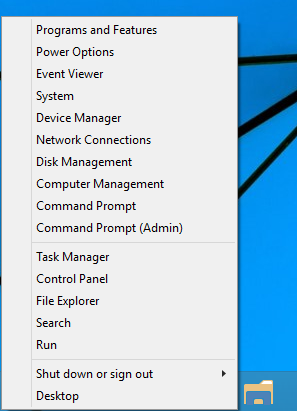 Programs and Features
Power Options
Event Viewer
System
Device Manager
Network Connections
Disk Management
Computer Management
Command Prompt
Command Prompt (Admin)
Task Manager
Control Panel
File Explorer
Search
Run
Shut down or sign out
Desktop